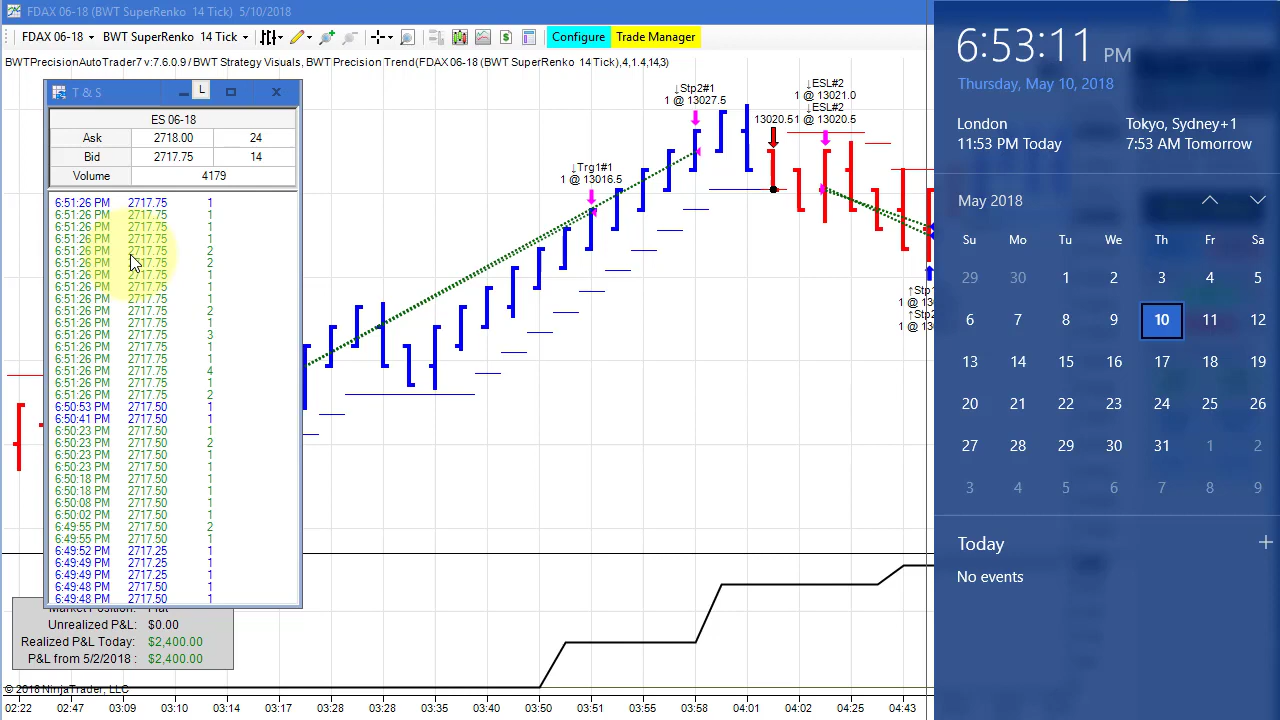 FDAX 06-18 (BWT SuperRenko 14 Tick) 5/10/2018
FDAX 06-18 BWT SuperRenko 14 Tick $ Configure Trade Manager
BWTPrecisionAutoTrader7 v:7.6.0.9 / BWT Strategy Visuals, BWT Precision Trend(FDAX 06-18 (BWT SuperRenko 14 Tick),4,1.4,14,3)
T & S L
ES 06-18
Ask 2718.00 24
Bid 2717.75 14
Volume 4179
6:51:26 PM 2717.75 1
6:51:26 PM 2717.75 1
6:51:26 PM 2717.75 1
6:51:26 PM 2717.75 1
6:51:26 PM 2717.75 2
6:51:26 PM 2717.75 2
6:51:26 PM 2717.75 1
6:51:26 PM 2717.75 1
6:51:26 PM 2717.75 1
6:51:26 PM 2717.75 2
6:51:26 PM 2717.75 1
6:51:26 PM 2717.75 3
6:51:26 PM 2717.75 1
6:51:26 PM 2717.75 1
6:51:26 PM 2717.75 4
6:51:26 PM 2717.75 1
6:51:26 PM 2717.75 2
6:50:53 PM 2717.50 1
6:50:41 PM 2717.50 1
6:50:23 PM 2717.50 1
6:50:23 PM 2717.50 2
6:50:23 PM 2717.50 1
6:50:23 PM 2717.50 1
6:50:18 PM 2717.50 1
6:50:18 PM 2717.50 1
6:50:08 PM 2717.50 1
6:50:02 PM 2717.50 1
6:49:55 PM 2717.50 2
6:49:55 PM 2717.50 1
6:49:52 PM 2717.25 1
6:49:49 PM 2717.25 1
6:49:49 PM 2717.25 1
6:49:48 PM 2717.50 1
6:49:48 PM 2717.50 1
Market Position: Flat
Unrealized P&L: $0.00
Realized P&L Today: $2,400.00
P&L from 5/2/2018 : $2,400.00
© 2018 NinjaTrader, LLC
↓Trg1#1
1 @ 13016.5
↓Stp2#1
1 @ 13027.5
↓ESL#2
1 @ 13021.0
↓ESL#2
13020.51 @ 13020.5
↑Stp
1 @ 130
↑Stp2
1 @ 130
02:22 02:47 03:09 03:10 03:17 03:28 03:28 03:38 03:50 03:51 03:55 03:58 04:01 04:02 04:25 04:28 04:43
6:53:11 PM
Thursday, May 10, 2018
London
11:53 PM Today
Tokyo, Sydney+1
7:53 AM Tomorrow
May 2018
Su Mo Tu We Th Fr Sa
29 30 1 2 3 4 5
6 7 8 9 10 11 12
13 14 15 16 17 18 19
20 21 22 23 24 25 26
27 28 29 30 31 1 2
3 4 5 6 7 8 9
Today +
No events